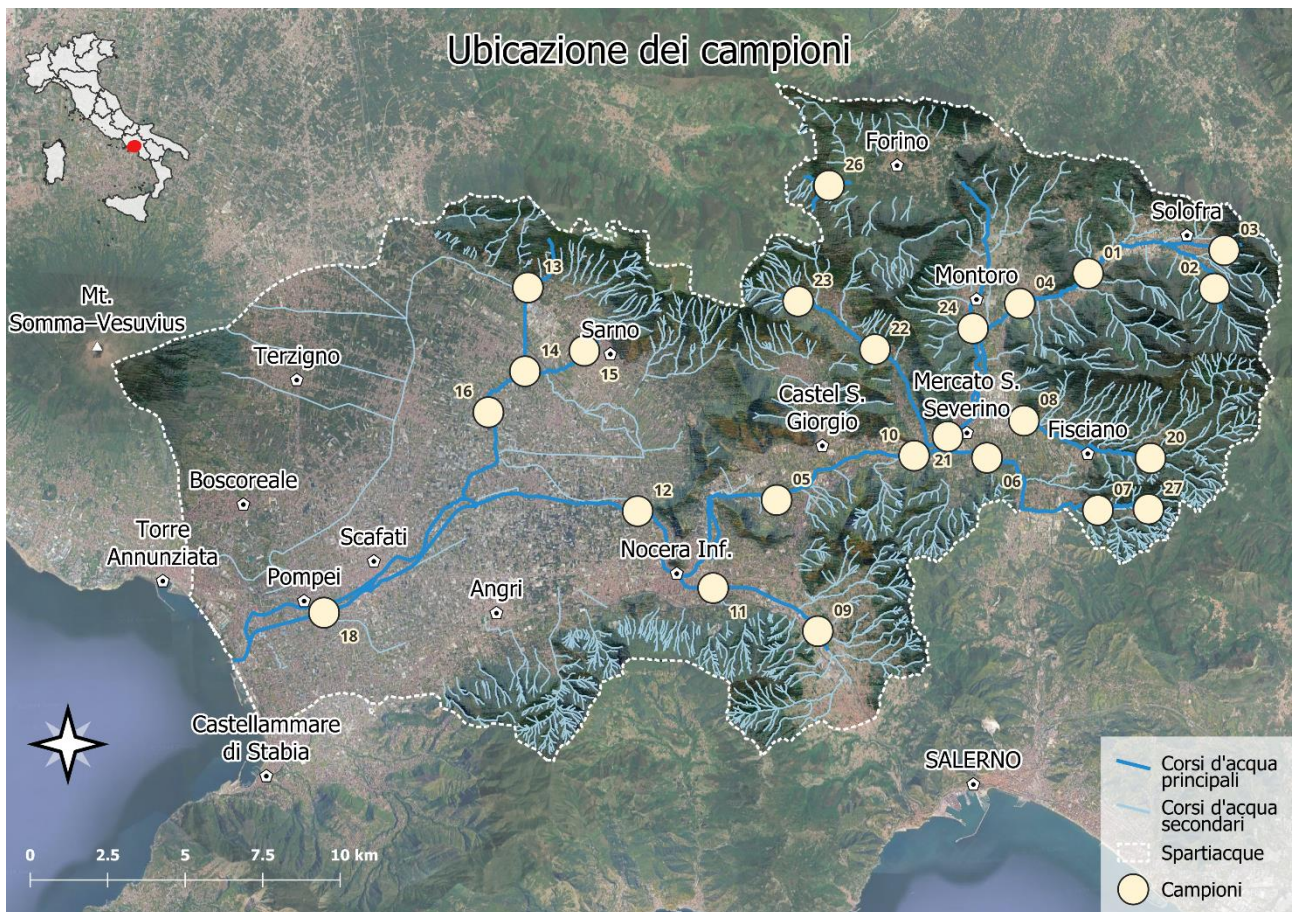 Ubicazione dei campioni
Forino
26
Solofra
03
01
02
13
23
Montoro
04
24
Mt.
Somma–Vesuvius
Sarno
14
15
22
Terzigno
16
Castel S.
Giorgio
Mercato S.
Severino
08
Fisciano
10
21
20
06
05
Boscoreale
12
07
27
Torre
Annunziata
Scafati
Nocera Inf.
Pompei
Angri
18
11
09
Castellammare
di Stabia
SALERNO
Corsi d'acqua
principali
Corsi d'acqua
secondari
Spartiacque
Campioni
0 2.5 5 7.5 10 km